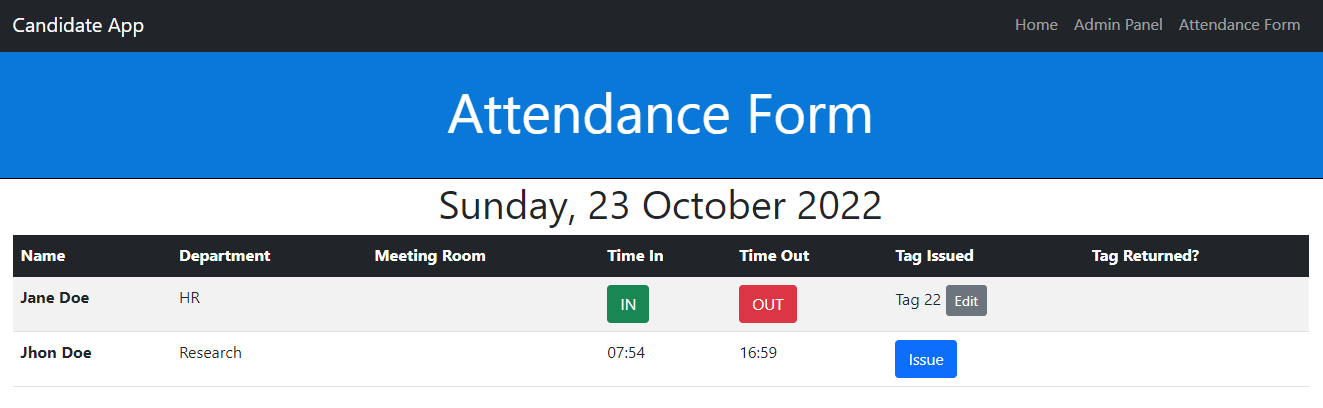 Candidate App Home Admin Panel Attendance Form
Attendance Form
Sunday, 23 October 2022
Name Department Meeting Room Time In Time Out Tag Issued Tag Returned?
Jane Doe HR IN OUT Tag 22 Edit
Jhon Doe Research 07:54 16:59 Issue